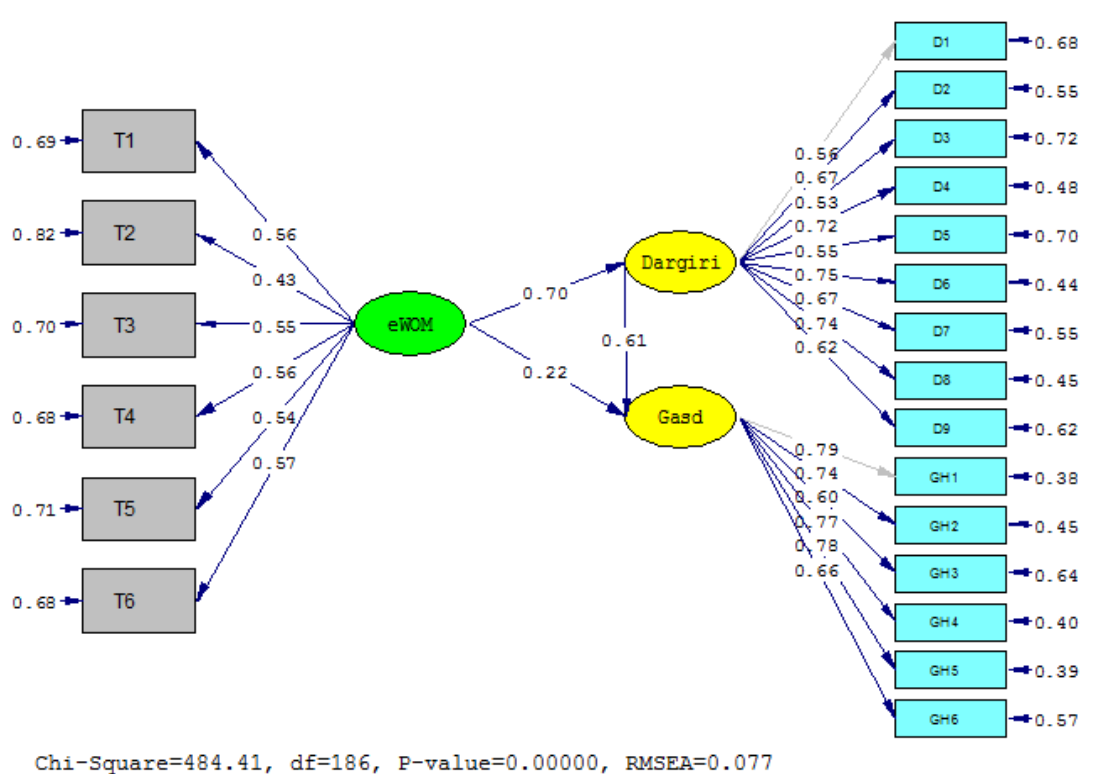 D1
0.68
D2
0.55
D3
0.72
D4
0.48
D5
0.70
D6
0.44
D7
0.55
D8
0.45
D9
0.62
GH1
0.38
GH2
0.45
GH3
0.64
GH4
0.40
GH5
0.39
GH6
0.57
0.69
T1
0.82
T2
0.70
T3
0.68
T4
0.71
T5
0.68
T6
0.56
0.43
0.55
0.56
0.54
0.57
eWOM
0.70
0.22
Dargiri
0.61
Gasd
0.56
0.67
0.53
0.72
0.55
0.75
0.67
0.74
0.62
0.79
0.74
0.60
0.77
0.78
0.66
Chi-Square=484.41, df=186, P-value=0.00000, RMSEA=0.077